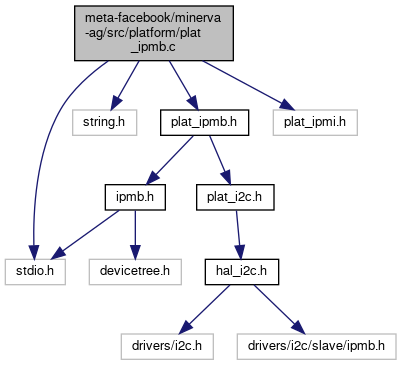 meta-facebook/minerva
-ag/src/platform/plat
_ipmb.c
string.h
plat_ipmb.h
plat_ipmi.h
ipmb.h
plat_i2c.h
stdio.h
devicetree.h
hal_i2c.h
drivers/i2c.h
drivers/i2c/slave/ipmb.h